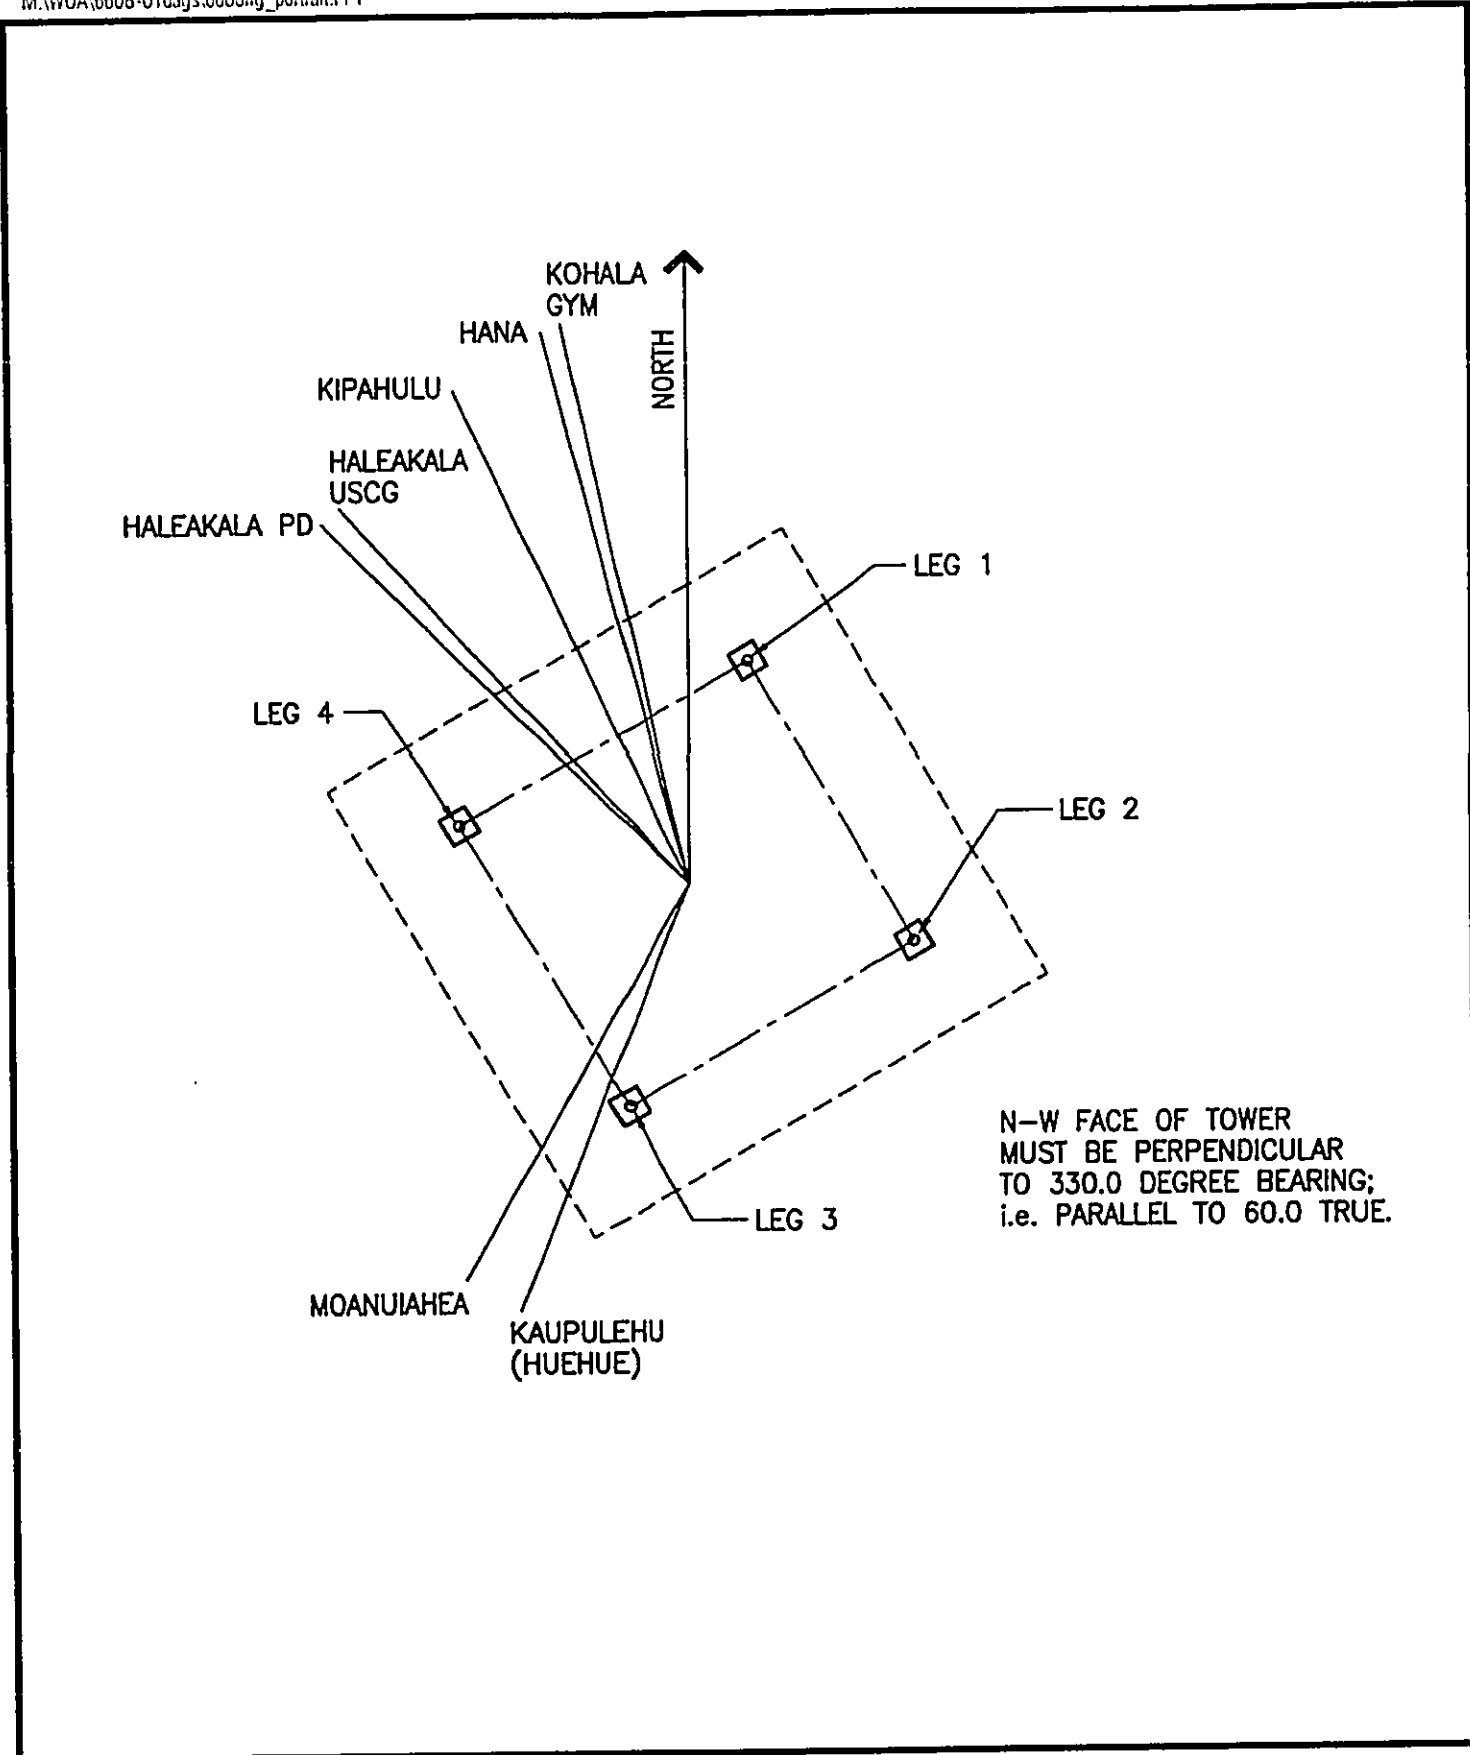 KOHALA
GYM
HANA
NORTH
KIPAHULU
HALEAKALA
USCG
HALEAKALA PD
LEG 1
LEG 4
LEG 2
N-W FACE OF TOWER
MUST BE PERPENDICULAR
TO 330.0 DEGREE BEARING;
i.e. PARALLEL TO 60.0 TRUE.
LEG 3
MOANUIAHEA
KAUPULEHU
(HUEHUE)